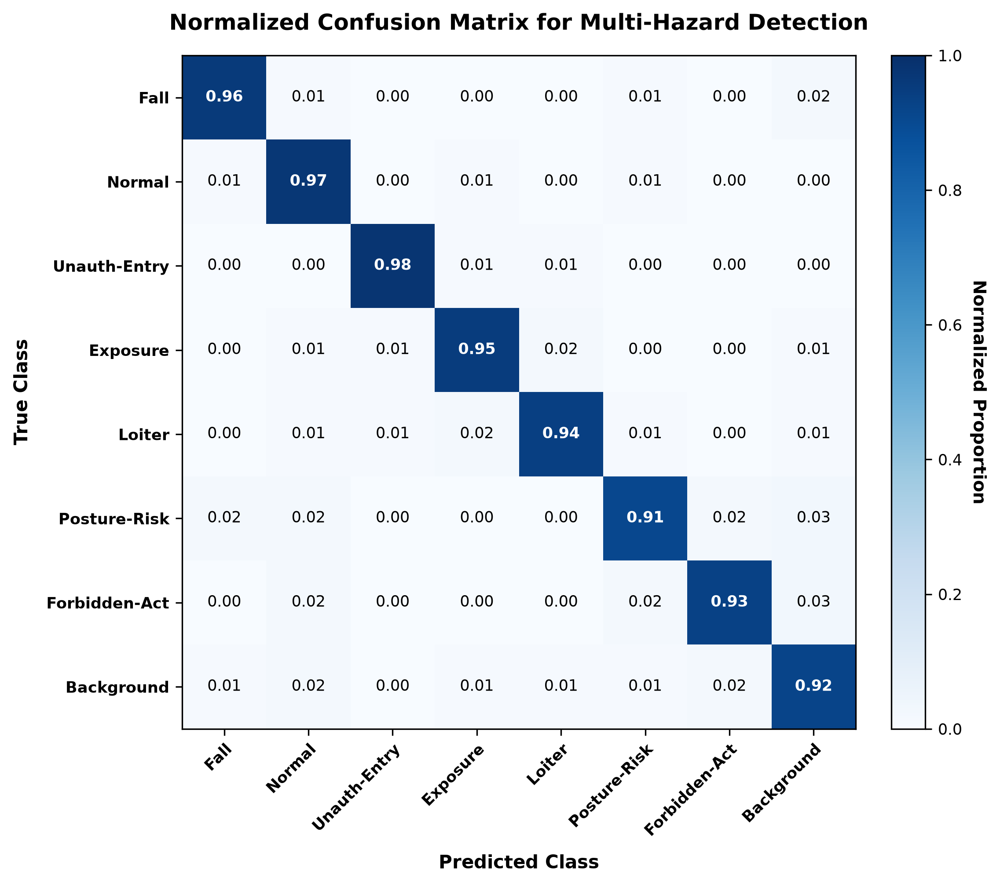 Normalized Confusion Matrix for Multi-Hazard Detection
Fall 0.96 0.01 0.00 0.00 0.00 0.01 0.00 0.02
Normal 0.01 0.97 0.00 0.01 0.00 0.01 0.00 0.00
Unauth-Entry 0.00 0.00 0.98 0.01 0.01 0.00 0.00 0.00
Exposure 0.00 0.01 0.01 0.95 0.02 0.00 0.00 0.01
Loiter 0.00 0.01 0.01 0.02 0.94 0.01 0.00 0.01
Posture-Risk 0.02 0.02 0.00 0.00 0.00 0.91 0.02 0.03
Forbidden-Act 0.00 0.02 0.00 0.00 0.00 0.02 0.93 0.03
Background 0.01 0.02 0.00 0.01 0.01 0.01 0.02 0.92
True Class
Fall Normal Unauth-Entry Exposure Loiter Posture-Risk Forbidden-Act Background
Predicted Class
1.0
0.8
0.6
0.4
0.2
0.0
Normalized Proportion